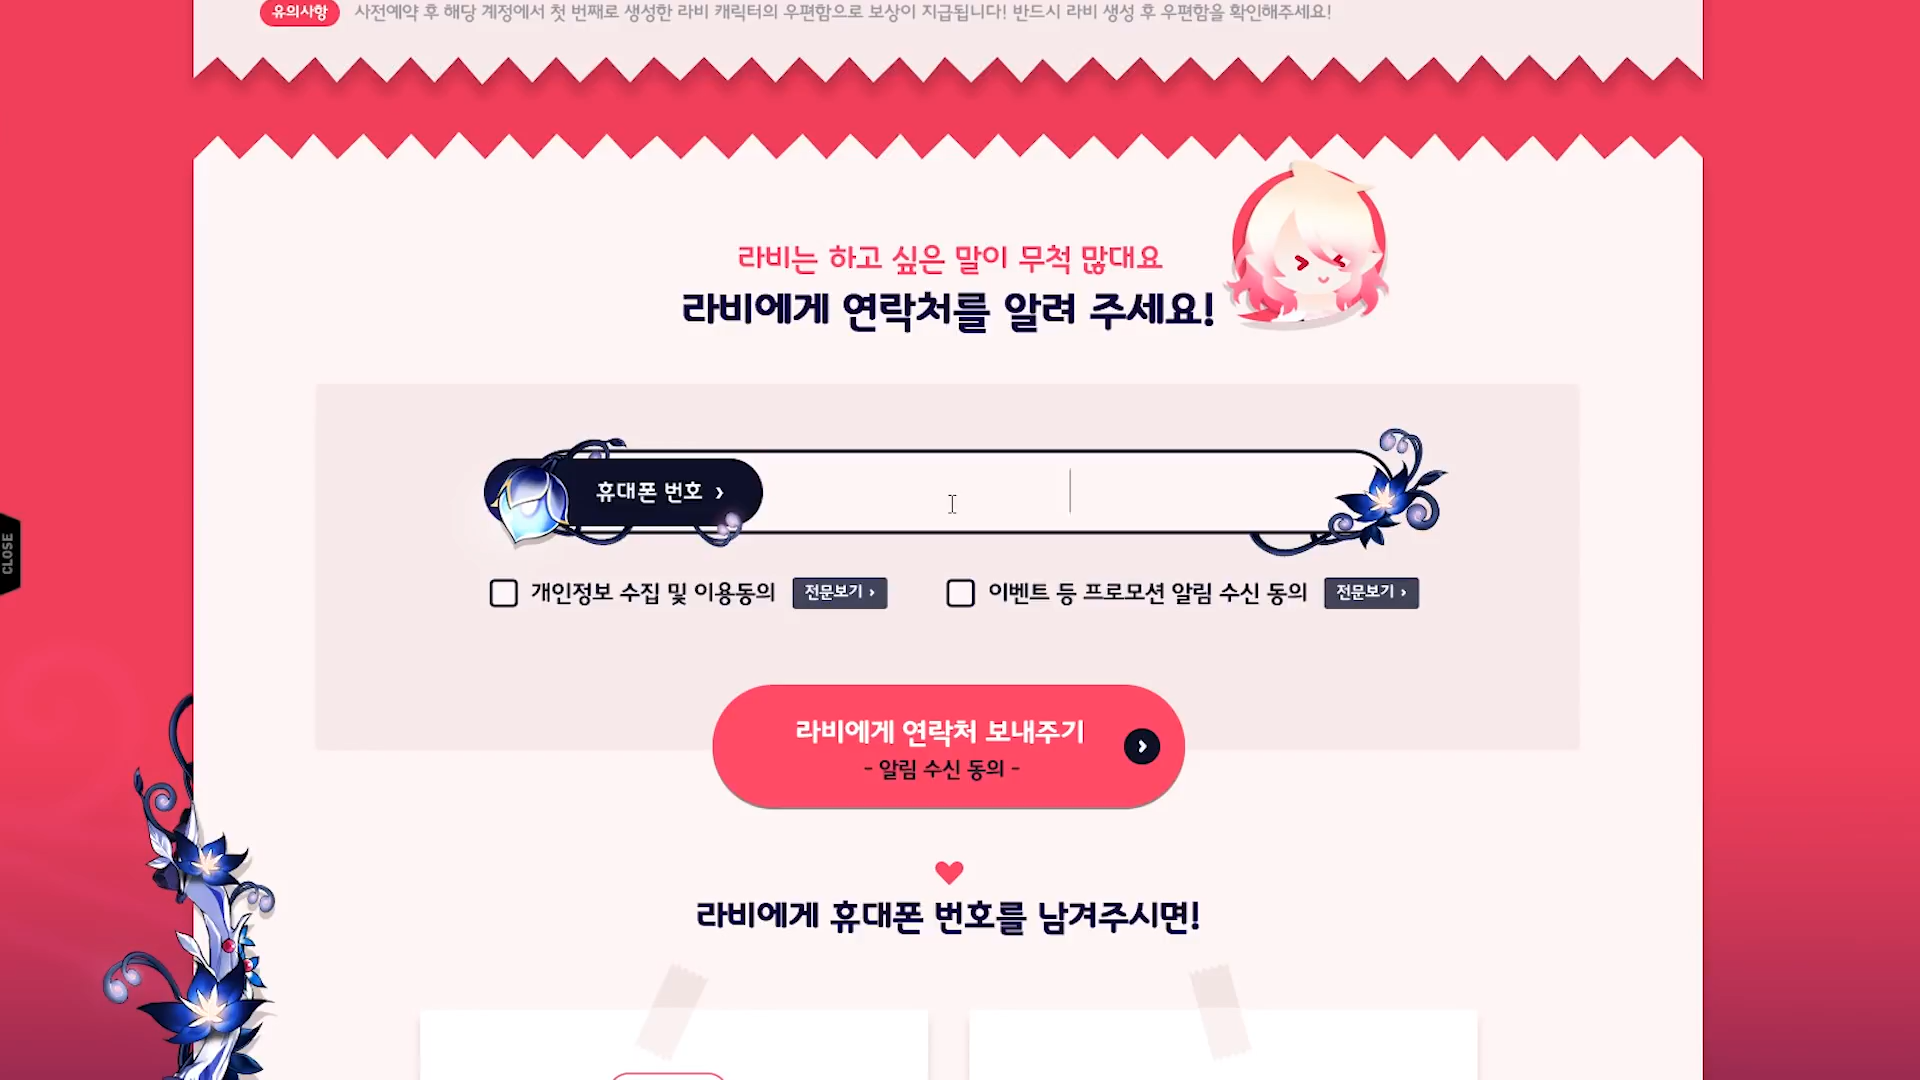 유의사항 사전예약 후 해당 계정에서 첫 번째로 생성한 라비 캐릭터의 우편함으로 보상이 지급됩니다! 반드시 라비 생성 후 우편함을 확인해주세요!
라비는 하고 싶은 말이 무척 많대요
라비에게 연락처를 알려 주세요!
휴대폰 번호 ›
CLOSE
개인정보 수집 및 이용동의 전문보기 › 이벤트 등 프로모션 알림 수신 동의 전문보기 ›
라비에게 연락처 보내주기
- 알림 수신 동의 -
라비에게 휴대폰 번호를 남겨주시면!